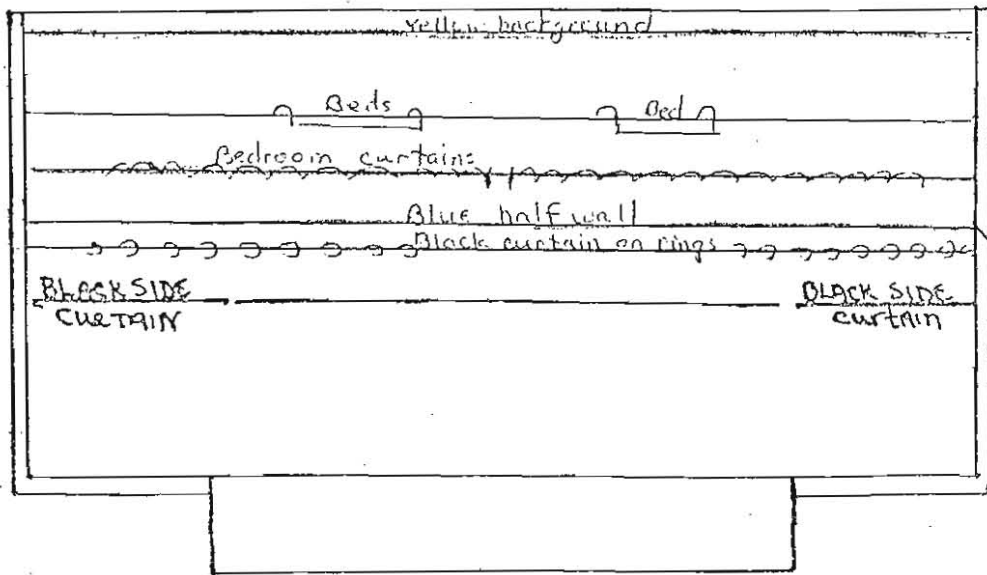 Yellow background
Beds Bed
Bedroom curtains
Blue half wall
Black curtain on rings
BLACK SIDE CURTAIN
BLACK SIDE CURTAIN